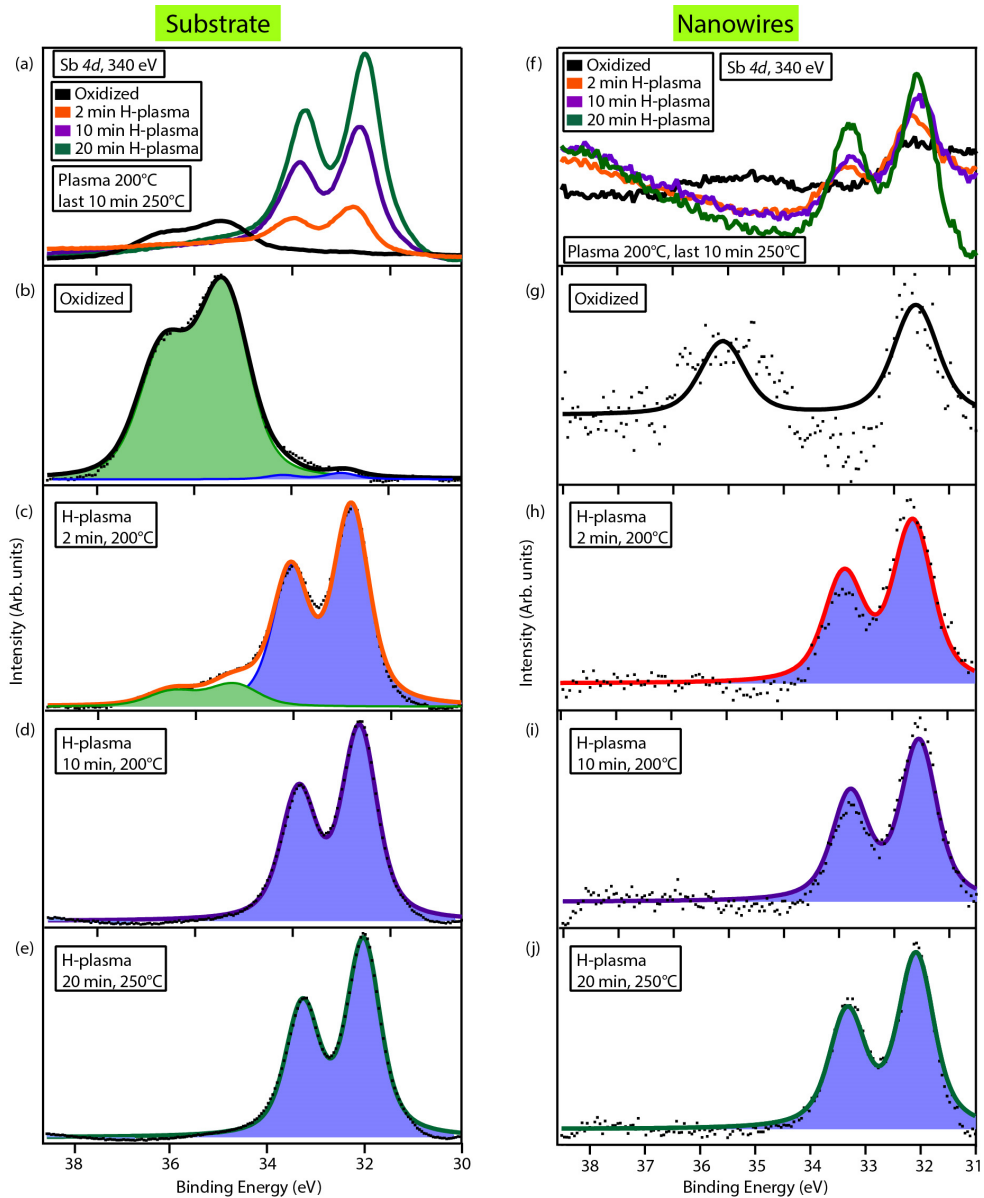 Substrate
Nanowires
(a)
Sb 4d, 340 eV
Oxidized
2 min H-plasma
10 min H-plasma
20 min H-plasma
Plasma 200°C
last 10 min 250°C
(b)
Oxidized
(c)
H-plasma
2 min, 200°C
(d)
H-plasma
10 min, 200°C
(e)
H-plasma
20 min, 250°C
Intensity (Arb. units)
38
36
34
32
30
Binding Energy (eV)
(f)
Oxidized
2 min H-plasma
10 min H-plasma
20 min H-plasma
Sb 4d, 340 eV
Plasma 200°C, last 10 min 250°C
(g)
Oxidized
(h)
H-plasma
2 min, 200°C
(i)
H-plasma
10 min, 200°C
(j)
H-plasma
20 min, 250°C
Intensity (Arb. units)
38
37
36
35
34
33
32
31
Binding Energy (eV)